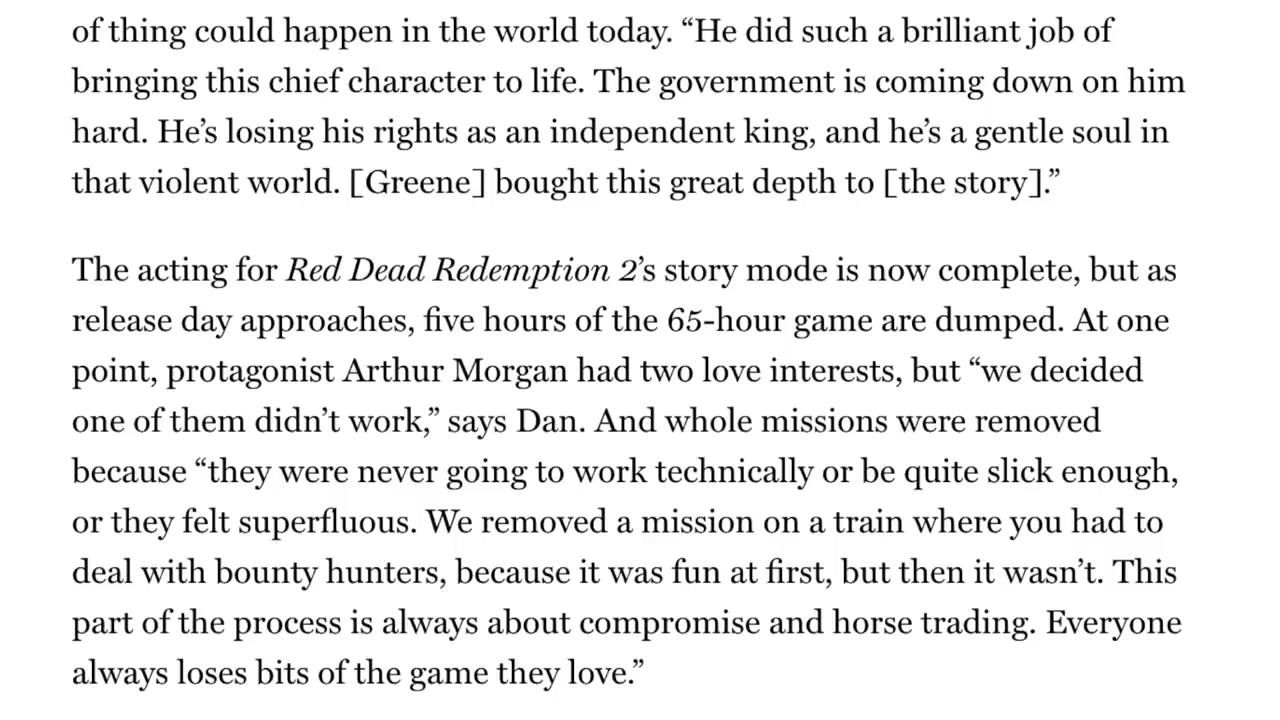 of thing could happen in the world today. “He did such a brilliant job of
bringing this chief character to life. The government is coming down on him
hard. He’s losing his rights as an independent king, and he’s a gentle soul in
that violent world. [Greene] bought this great depth to [the story].”
The acting for Red Dead Redemption 2’s story mode is now complete, but as
release day approaches, five hours of the 65-hour game are dumped. At one
point, protagonist Arthur Morgan had two love interests, but “we decided
one of them didn’t work,” says Dan. And whole missions were removed
because “they were never going to work technically or be quite slick enough,
or they felt superfluous. We removed a mission on a train where you had to
deal with bounty hunters, because it was fun at first, but then it wasn’t. This
part of the process is always about compromise and horse trading. Everyone
always loses bits of the game they love.”